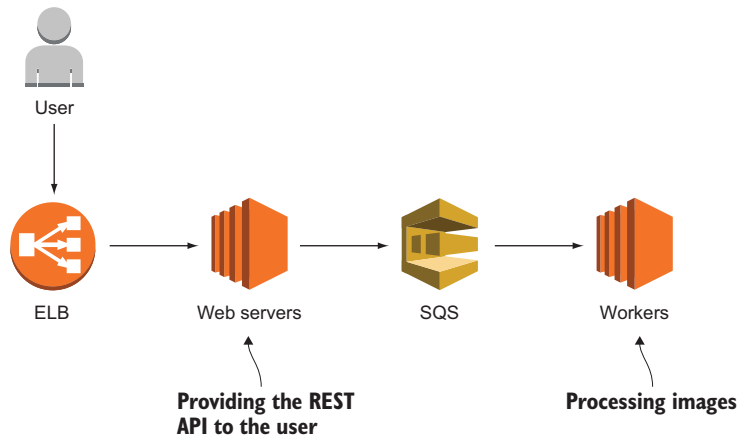 User
ELB
Web servers
SQS
Workers
Providing the REST
API to the user
Processing images